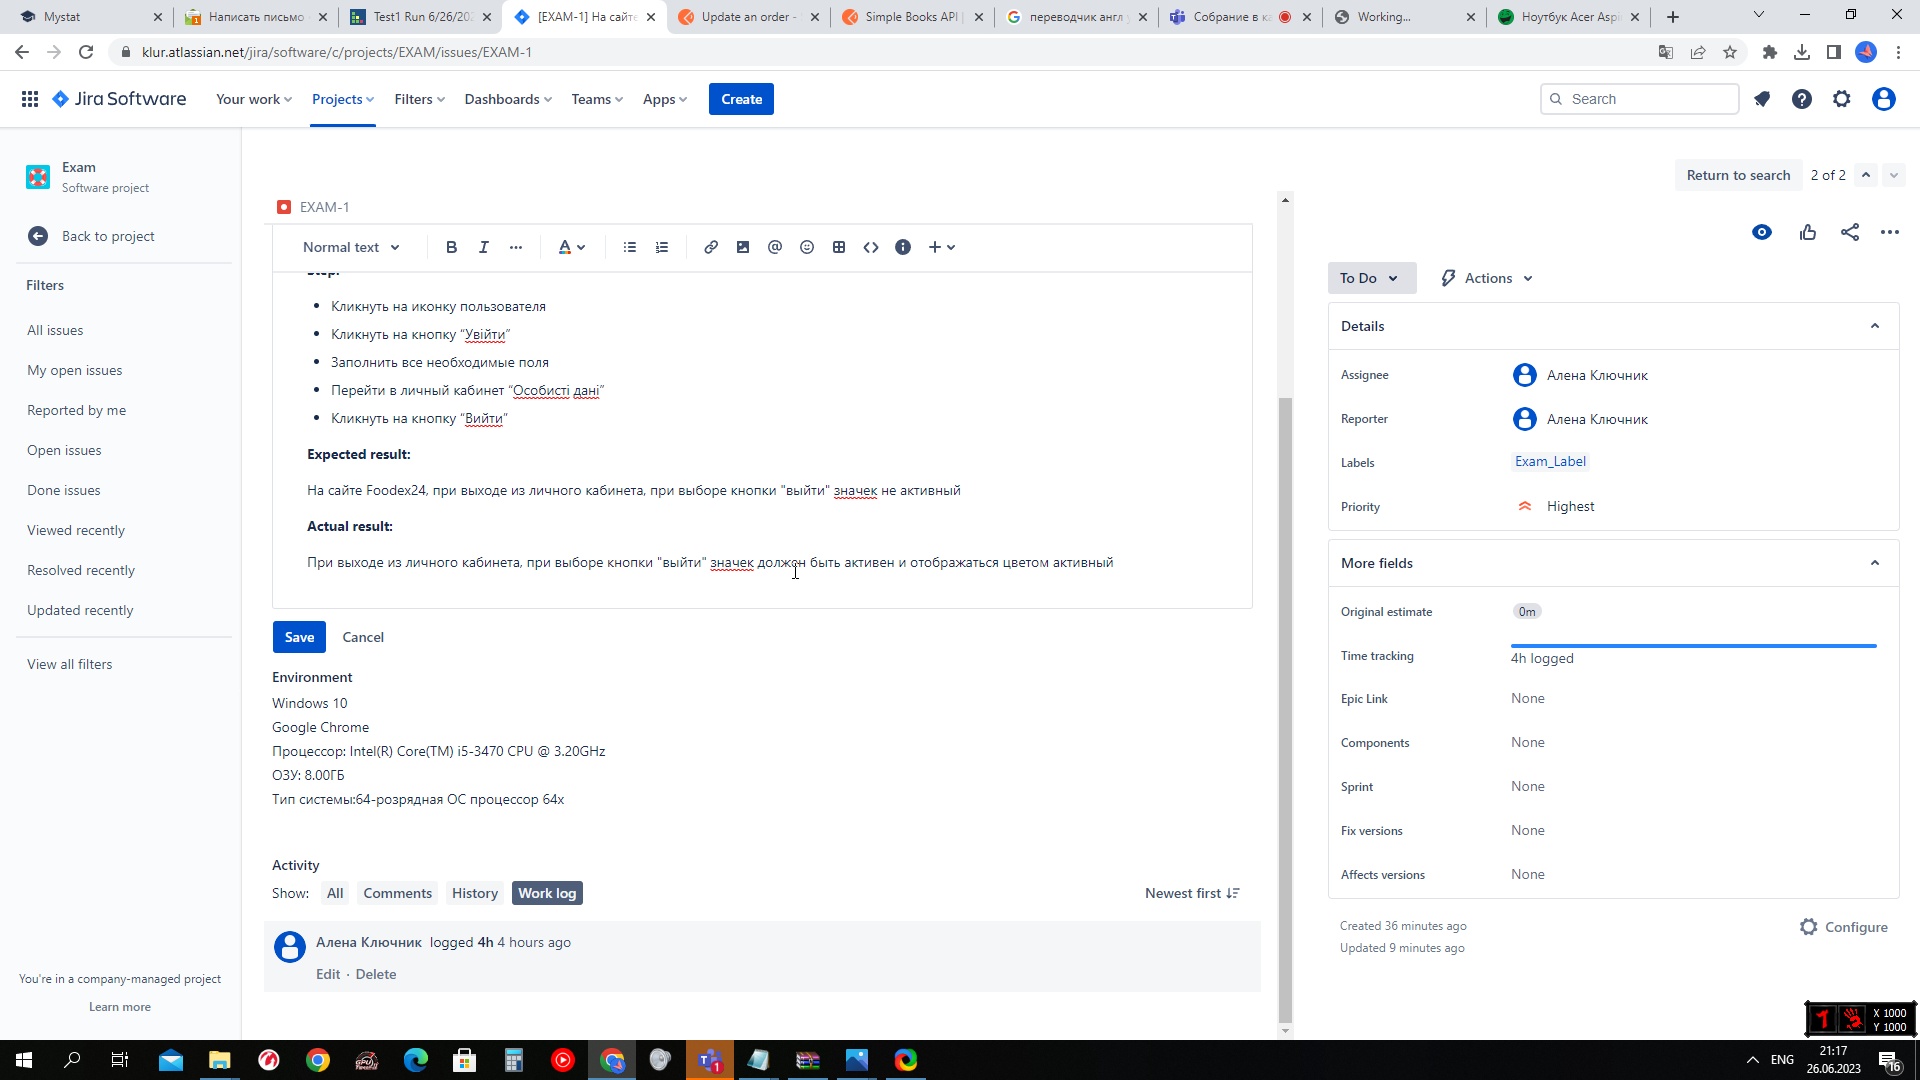 Mystat
Написать письмо
Test1 Run 6/26/202
[EXAM-1] На сайте
Update an order -
Simple Books API |
переводчик англ
Собрание в ка
Working...
Ноутбук Acer Aspi
klur.atlassian.net/jira/software/c/projects/EXAM/issues/EXAM-1
Jira Software
Your work
Projects
Filters
Dashboards
Teams
Apps
Create
Search
Exam
Software project
Back to project
Filters
All issues
My open issues
Reported by me
Open issues
Done issues
Viewed recently
Resolved recently
Updated recently
View all filters
You're in a company-managed project
Learn more
Return to search
2 of 2
EXAM-1
Normal text
B
I
A
Step:
Кликнуть на иконку пользователя
Кликнуть на кнопку “Увійти”
Заполнить все необходимые поля
Перейти в личный кабинет “Особисті дані”
Кликнуть на кнопку “Вийти”
Expected result:
На сайте Foodex24, при выходе из личного кабинета, при выборе кнопки "выйти" значек не активный
Actual result:
При выходе из личного кабинета, при выборе кнопки "выйти" значек должен быть активен и отображаться цветом активный
Save
Cancel
Environment
Windows 10
Google Chrome
Процессор: Intel(R) Core(TM) i5-3470 CPU @ 3.20GHz
ОЗУ: 8.00ГБ
Тип системы:64-розрядная ОС процессор 64x
Activity
Show:
All
Comments
History
Work log
Newest first
Алена Ключник logged 4h 4 hours ago
Edit · Delete
To Do
Actions
Details
Assignee
Алена Ключник
Reporter
Алена Ключник
Labels
Exam_Label
Priority
Highest
More fields
Original estimate
0m
Time tracking
4h logged
Epic Link
None
Components
None
Sprint
None
Fix versions
None
Affects versions
None
Created 36 minutes ago
Updated 9 minutes ago
Configure
X 1000
Y 1000
1
ENG
21:17
26.06.2023
16